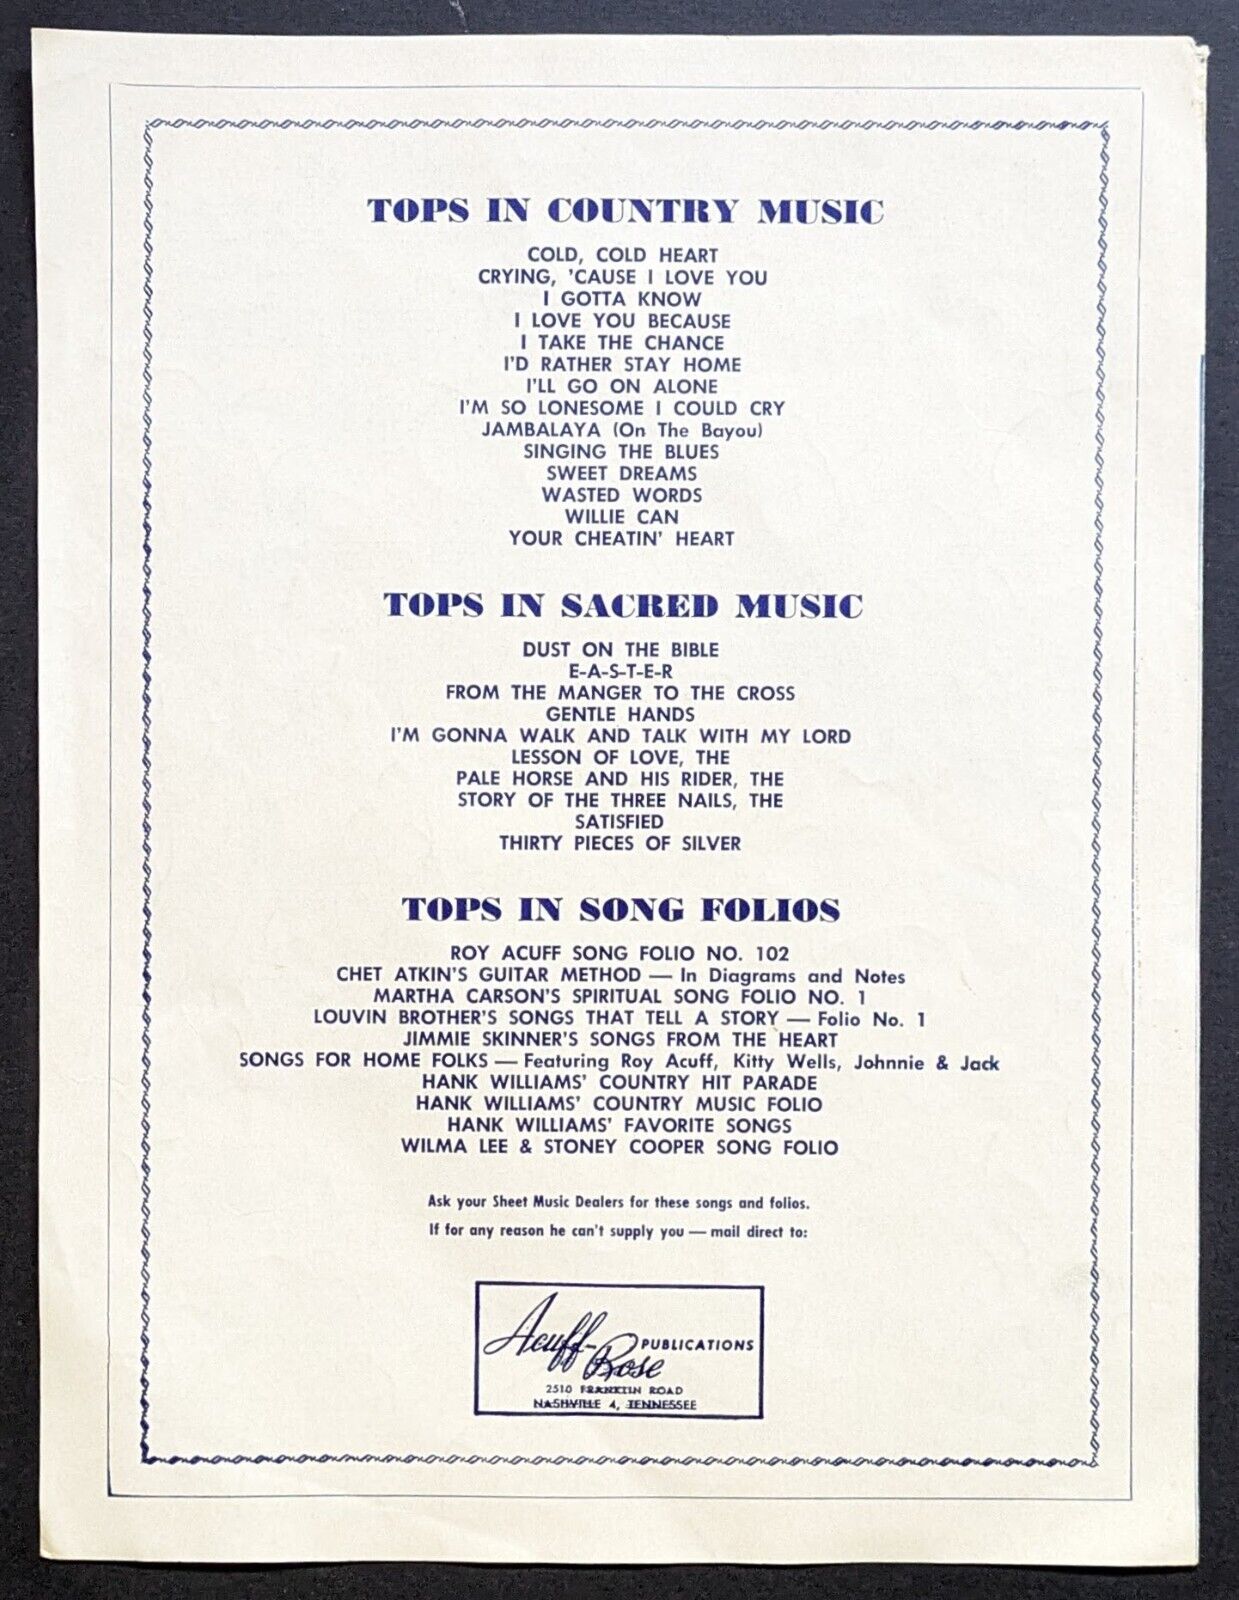 TOPS IN COUNTRY MUSIC
COLD, COLD HEART
CRYING, 'CAUSE I LOVE YOU
I GOTTA KNOW
I LOVE YOU BECAUSE
I TAKE THE CHANCE
I'D RATHER STAY HOME
I'LL GO ON ALONE
I'M SO LONESOME I COULD CRY
JAMBALAYA (On The Bayou)
SINGING THE BLUES
SWEET DREAMS
WASTED WORDS
WILLIE CAN
YOUR CHEATIN' HEART
TOPS IN SACRED MUSIC
DUST ON THE BIBLE
E-A-S-T-E-R
FROM THE MANGER TO THE CROSS
GENTLE HANDS
I'M GONNA WALK AND TALK WITH MY LORD
LESSON OF LOVE, THE
PALE HORSE AND HIS RIDER, THE
STORY OF THE THREE NAILS, THE
SATISFIED
THIRTY PIECES OF SILVER
TOPS IN SONG FOLIOS
ROY ACUFF SONG FOLIO NO. 102
CHET ATKIN'S GUITAR METHOD — In Diagrams and Notes
MARTHA CARSON'S SPIRITUAL SONG FOLIO NO. 1
LOUVIN BROTHER'S SONGS THAT TELL A STORY — Folio No. 1
JIMMIE SKINNER'S SONGS FROM THE HEART
SONGS FOR HOME FOLKS — Featuring Roy Acuff, Kitty Wells, Johnnie & Jack
HANK WILLIAMS' COUNTRY HIT PARADE
HANK WILLIAMS' COUNTRY MUSIC FOLIO
HANK WILLIAMS' FAVORITE SONGS
WILMA LEE & STONEY COOPER SONG FOLIO
Ask your Sheet Music Dealers for these songs and folios.
If for any reason he can't supply you — mail direct to:
Acuff-Rose PUBLICATIONS
2510 FRANKLIN ROAD
NASHVILLE 4, TENNESSEE